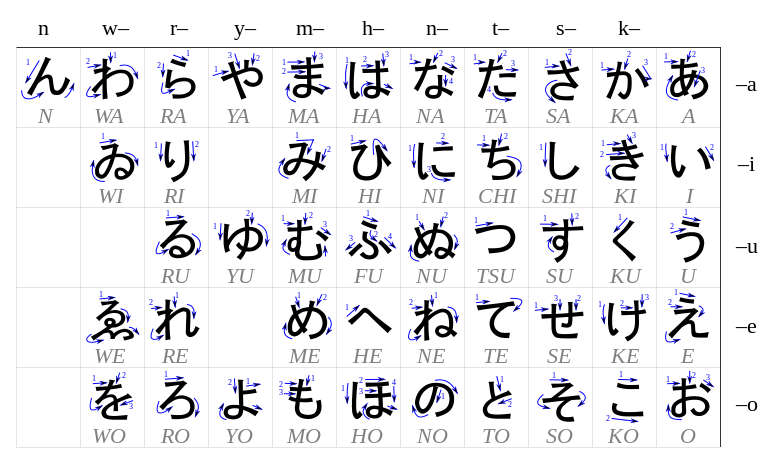 n w– r– y– m– h– n– t– s– k–
ん わ ら や ま は な た さ か あ –a
N WA RA YA MA HA NA TA SA KA A
ゐ り み ひ に ち し き い –i
WI RI MI HI NI CHI SHI KI I
る ゆ む ふ ぬ つ す く う –u
RU YU MU FU NU TSU SU KU U
ゑ れ め へ ね て せ け え –e
WE RE ME HE NE TE SE KE E
を ろ よ も ほ の と そ こ お –o
WO RO YO MO HO NO TO SO KO O